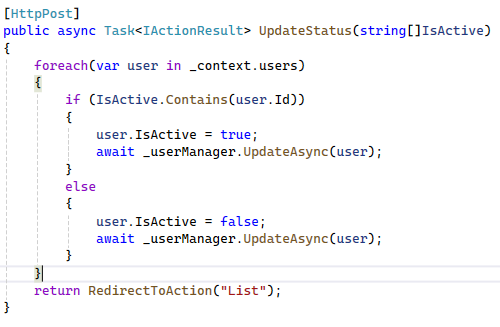 [HttpPost]
public async Task<IActionResult> UpdateStatus(string[]IsActive)
{
    foreach(var user in _context.users)
    {
        if (IsActive.Contains(user.Id))
        {
            user.IsActive = true;
            await _userManager.UpdateAsync(user);
        }
        else
        {
            user.IsActive = false;
            await _userManager.UpdateAsync(user);
        }
    }
    return RedirectToAction("List");
}